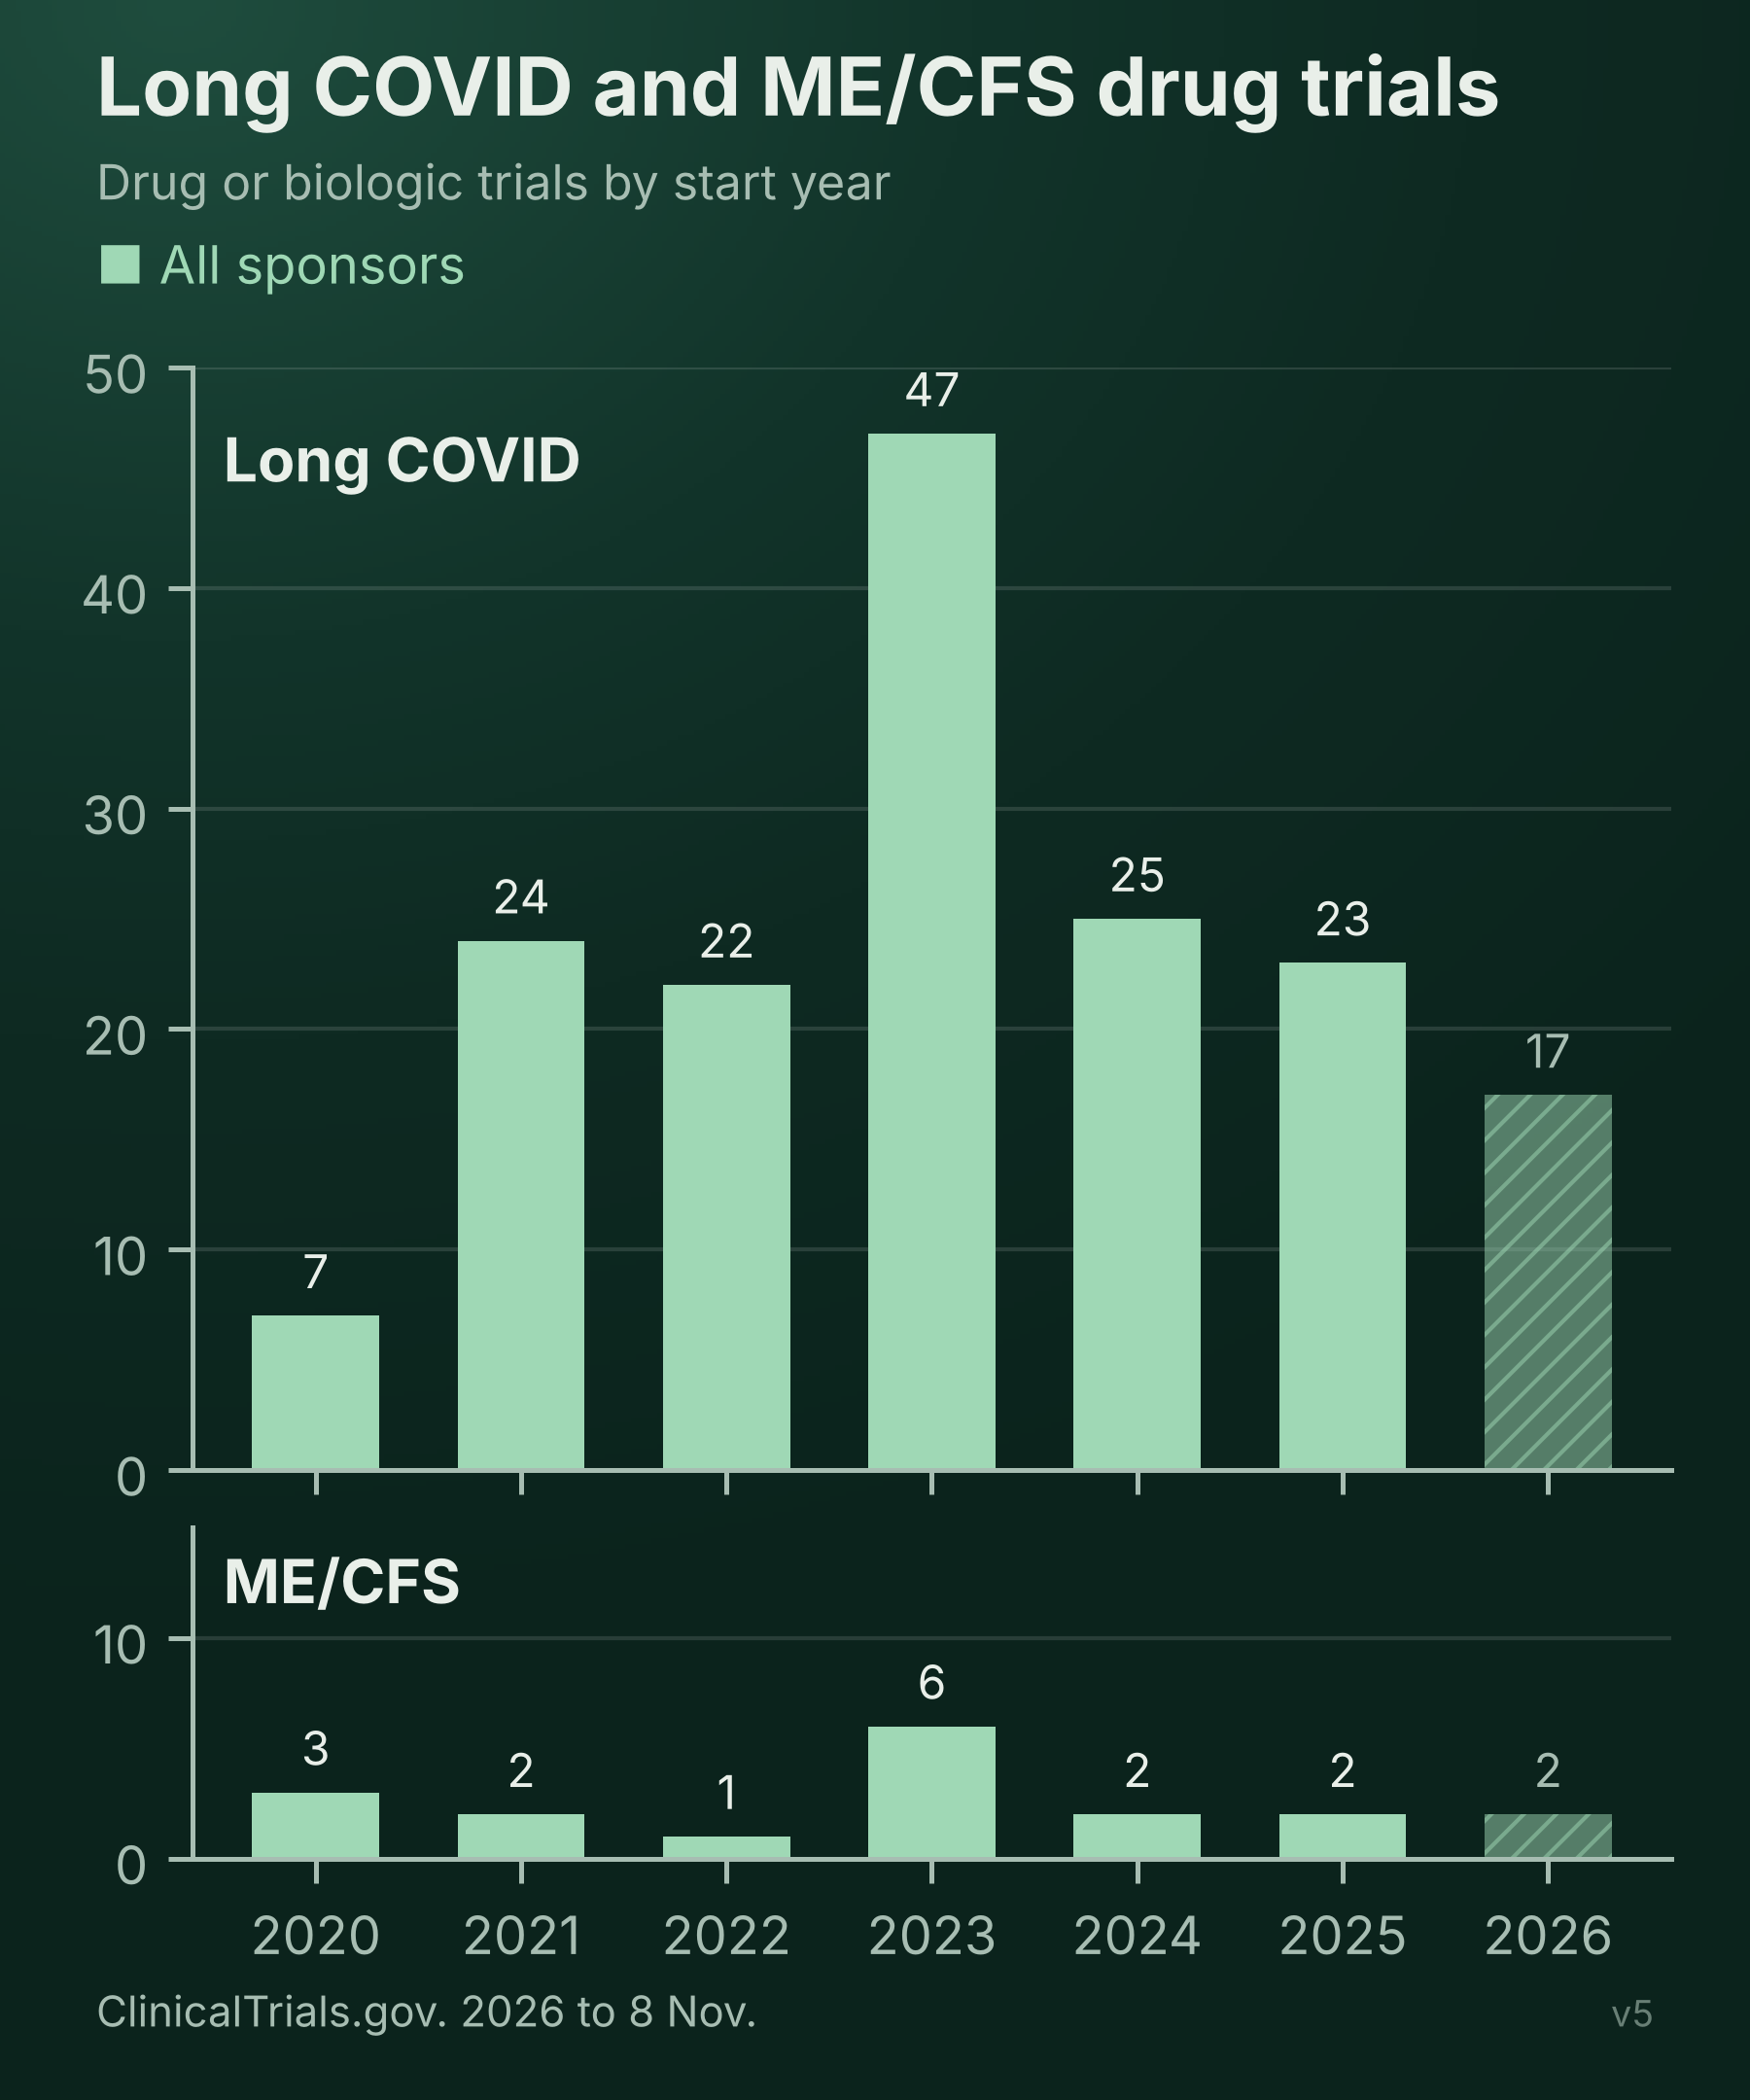 Long COVID and ME/CFS drug trials
Drug or biologic trials by start year
All sponsors
50
47
Long COVID
40
30
25
24
23
22
20
17
10
7
0
ME/CFS
10
6
3
2
1
2
2
2
0
2020 2021 2022 2023 2024 2025 2026
ClinicalTrials.gov. 2026 to 8 Nov.
v5